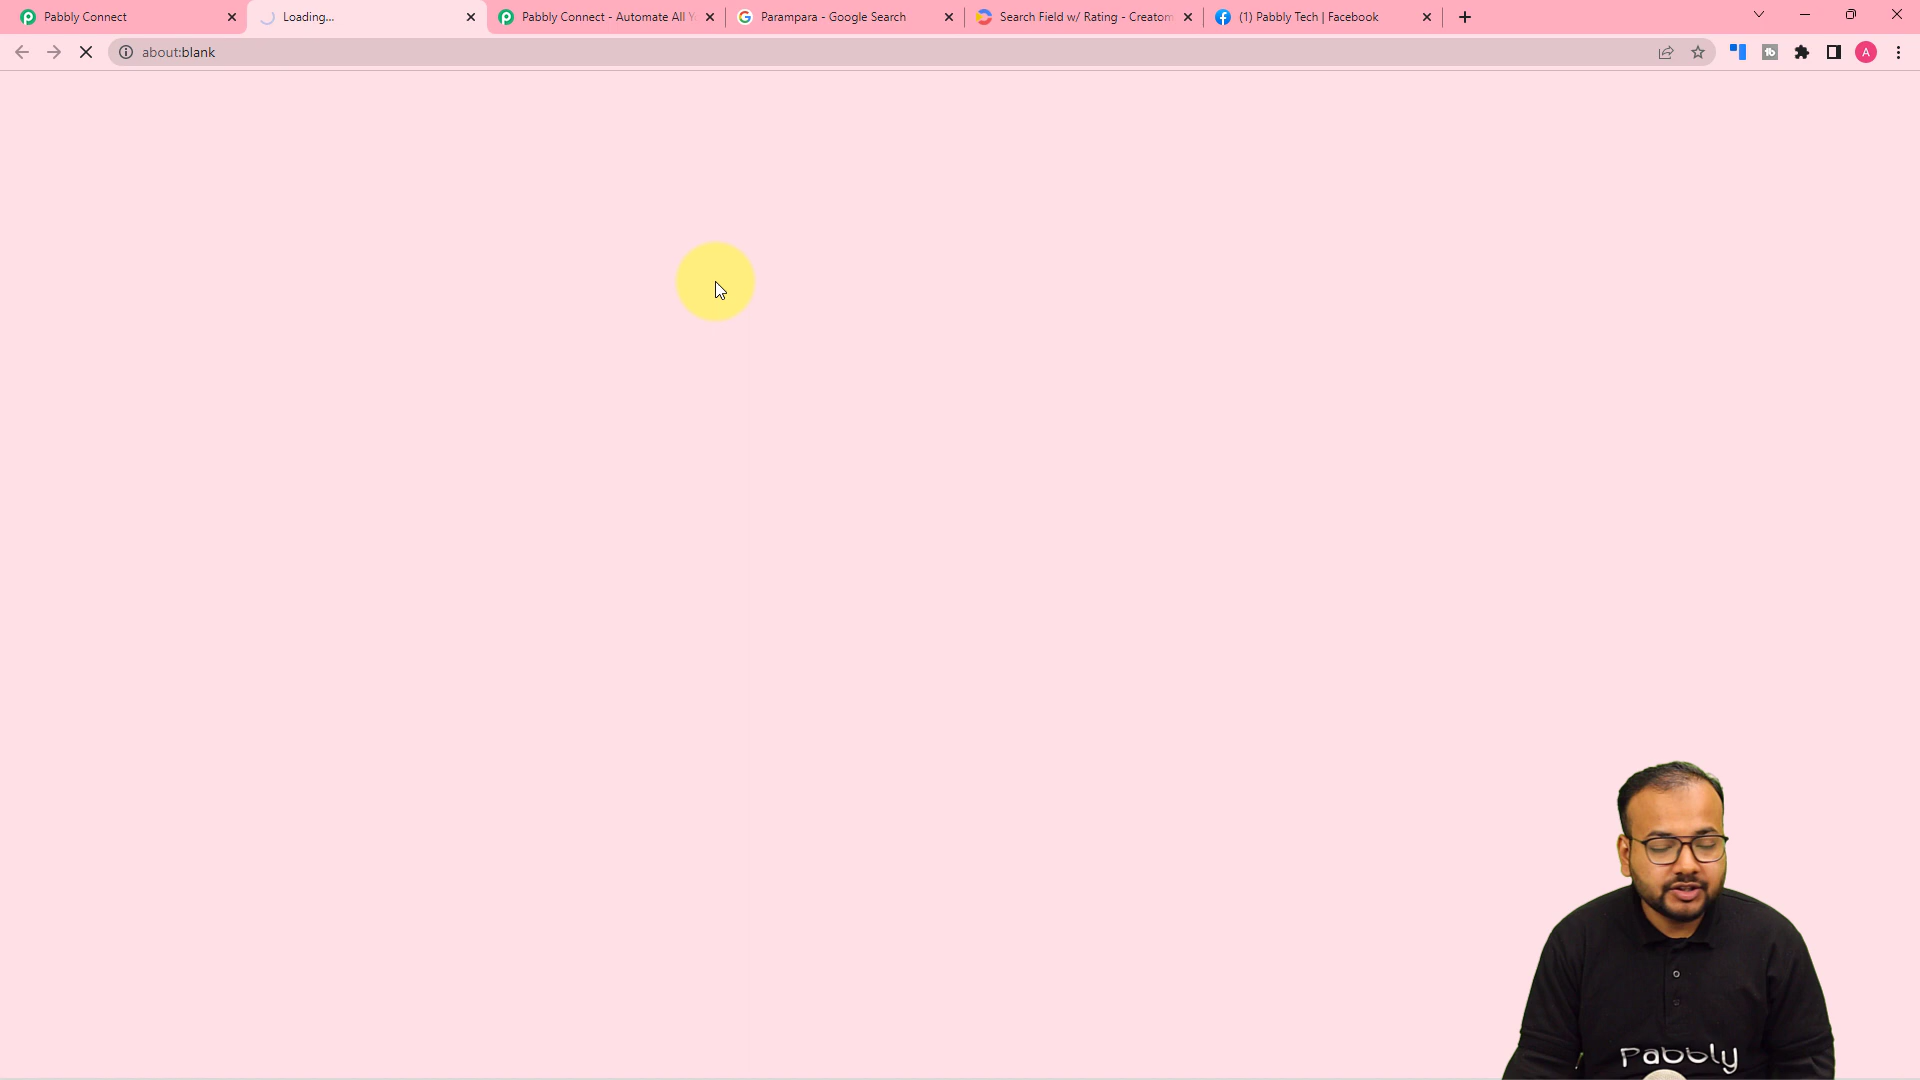 Pabbly Connect
Loading...
Pabbly Connect - Automate All Y
Parampara - Google Search
Search Field w/ Rating - Creatom
(1) Pabbly Tech | Facebook
about:blank
A
pabbly